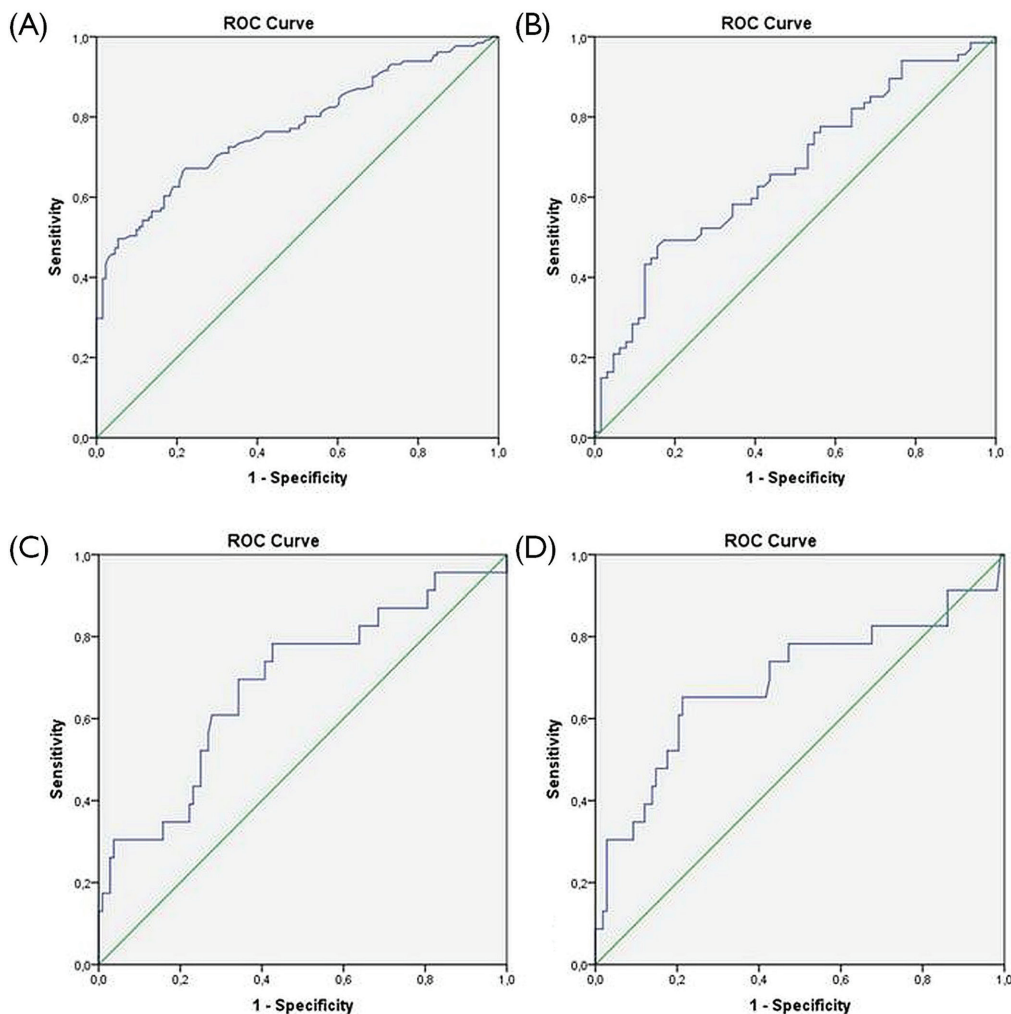 (A)
ROC Curve
1,0
0,8
0,6
0,4
0,2
0,0
Sensitivity
0,0 0,2 0,4 0,6 0,8 1,0
1 - Specificity
(B)
ROC Curve
1,0
0,8
0,6
0,4
0,2
0,0
Sensitivity
0,0 0,2 0,4 0,6 0,8 1,0
1 - Specificity
(C)
ROC Curve
1,0
0,8
0,6
0,4
0,2
0,0
Sensitivity
0,0 0,2 0,4 0,6 0,8 1,0
1 - Specificity
(D)
ROC Curve
1,0
0,8
0,6
0,4
0,2
0,0
Sensitivity
0,0 0,2 0,4 0,6 0,8 1,0
1 - Specificity